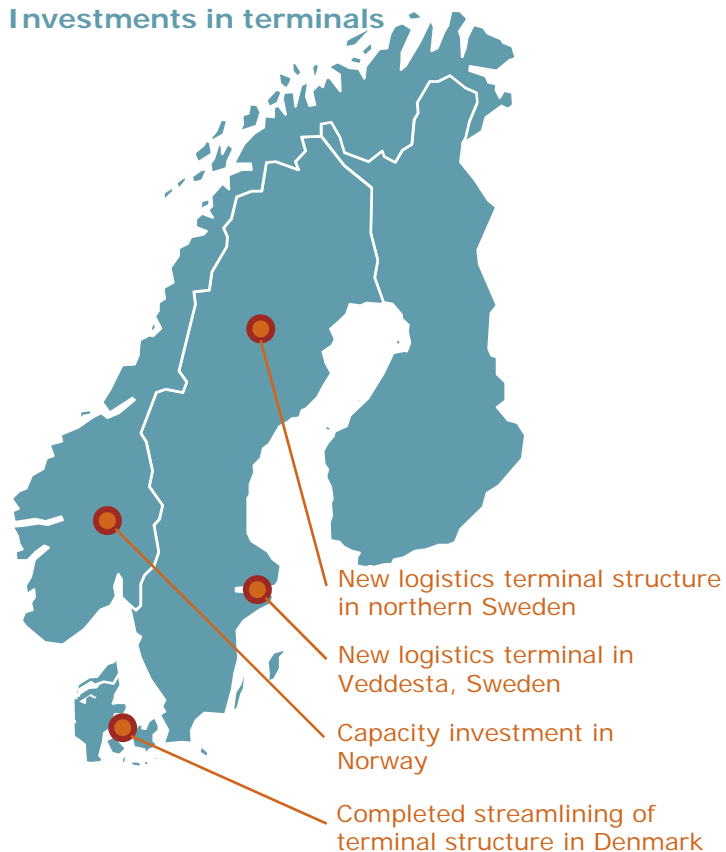 Investments in terminals
New logistics terminal structure
in northern Sweden
New logistics terminal in
Veddesta, Sweden
Capacity investment in
Norway
Completed streamlining of
terminal structure in Denmark